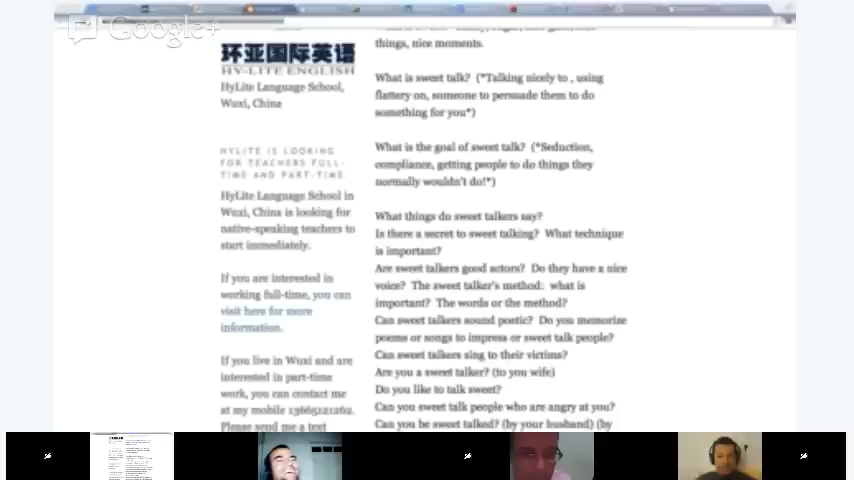 Google+
环亚国际英语
HY-LITE ENGLISH
HyLite Language School,
Wuxi, China
HYLITE IS LOOKING
FOR TEACHERS FULL-
TIME AND PART-TIME
HyLite Language School in
Wuxi, China is looking for
native-speaking teachers to
start immediately.
If you are interested in
working full-time, you can
visit here for more
information.
If you live in Wuxi and are
interested in part-time
work, you can contact me
at my mobile 13665121262.
Please send me a text
things, nice moments.
What is sweet talk? (*Talking nicely to , using
flattery on, someone to persuade them to do
something for you*)
What is the goal of sweet talk? (*Seduction,
compliance, getting people to do things they
normally wouldn't do!*)
What things do sweet talkers say?
Is there a secret to sweet talking? What technique
is important?
Are sweet talkers good actors? Do they have a nice
voice? The sweet talker's method: what is
important? The words or the method?
Can sweet talkers sound poetic? Do you memorize
poems or songs to impress or sweet talk people?
Can sweet talkers sing to their victims?
Are you a sweet talker? (to you wife)
Do you like to talk sweet?
Can you sweet talk people who are angry at you?
Can you be sweet talked? (by your husband) (by